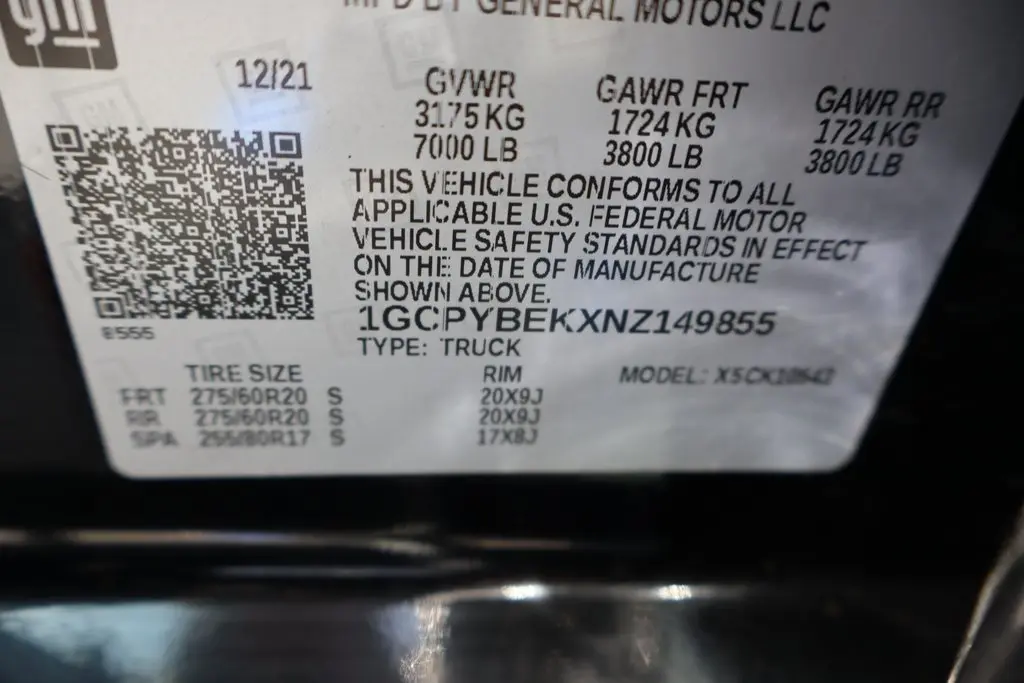 gm
MFD BY GENERAL MOTORS LLC
12/21 GVWR GAWR FRT GAWR RR
3175 KG 1724 KG 1724 KG
7000 LB 3800 LB 3800 LB
THIS VEHICLE CONFORMS TO ALL
APPLICABLE U.S. FEDERAL MOTOR
VEHICLE SAFETY STANDARDS IN EFFECT
ON THE DATE OF MANUFACTURE
SHOWN ABOVE.
8555
1GCPYBEKXNZ149855
TYPE: TRUCK
TIRE SIZE RIM MODEL:
FRT 275/60R20 S 20X9J
RR 275/60R20 S 20X9J
SPA 255/80R17 S 17X8J